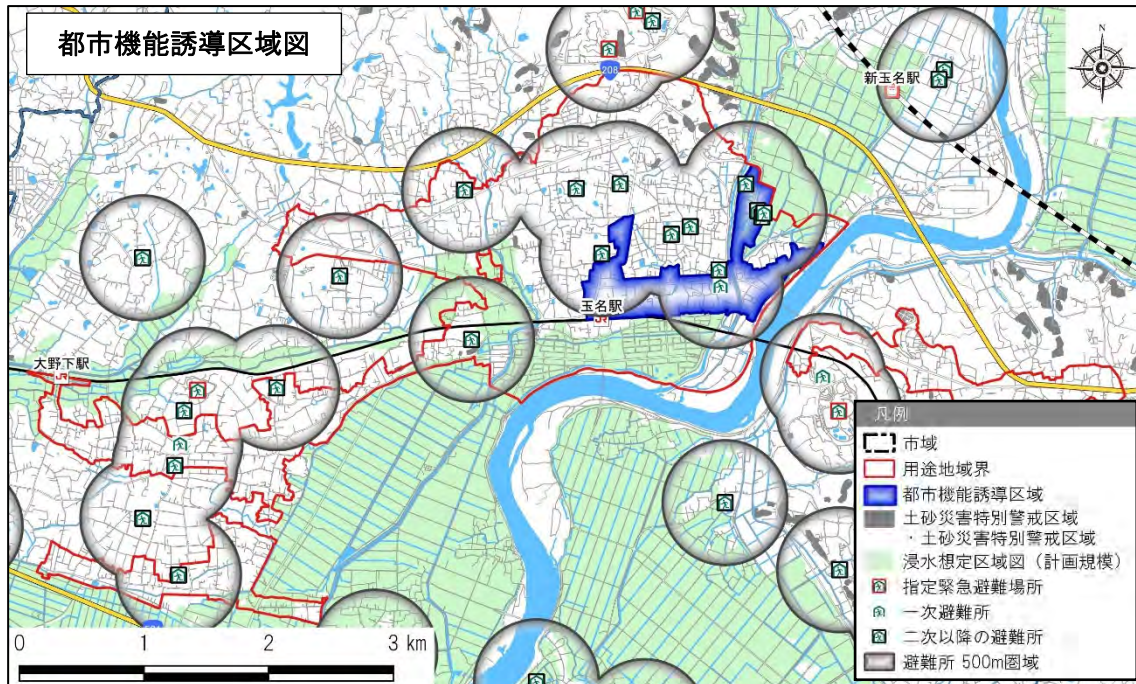 都市機能誘導区域図
N
208
新玉名駅
玉名駅
大野下駅
凡例
市域
用途地域界
都市機能誘導区域
土砂災害特別警戒区域
・土砂災害特別警戒区域
浸水想定区域図（計画規模）
指定緊急避難場所
一次避難所
二次以降の避難所
避難所 500m圏域
0 1 2 3 km